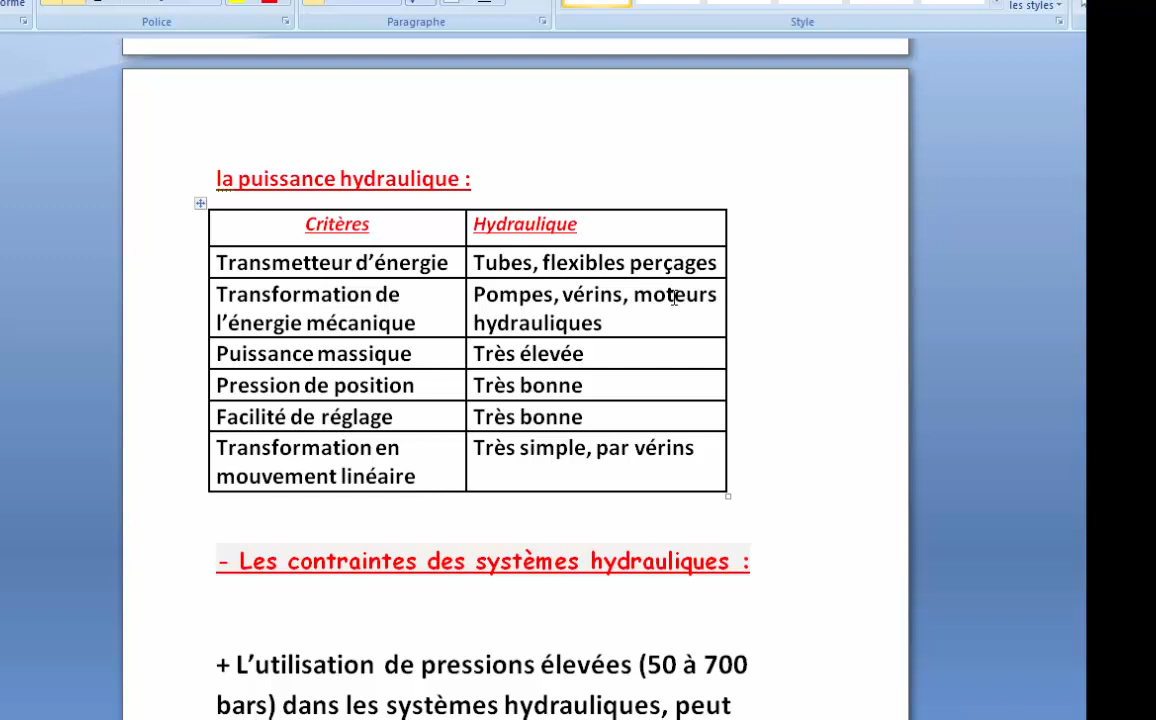 orme
les styles
Police
Paragraphe
Style
la puissance hydraulique :
Critères
Hydraulique
Transmetteur d’énergie
Tubes, flexibles perçages
Transformation de
l’énergie mécanique
Pompes, vérins, moteurs
hydrauliques
Puissance massique
Très élevée
Pression de position
Très bonne
Facilité de réglage
Très bonne
Transformation en
mouvement linéaire
Très simple, par vérins
- Les contraintes des systèmes hydrauliques :
+ L’utilisation de pressions élevées (50 à 700
bars) dans les systèmes hydrauliques, peut